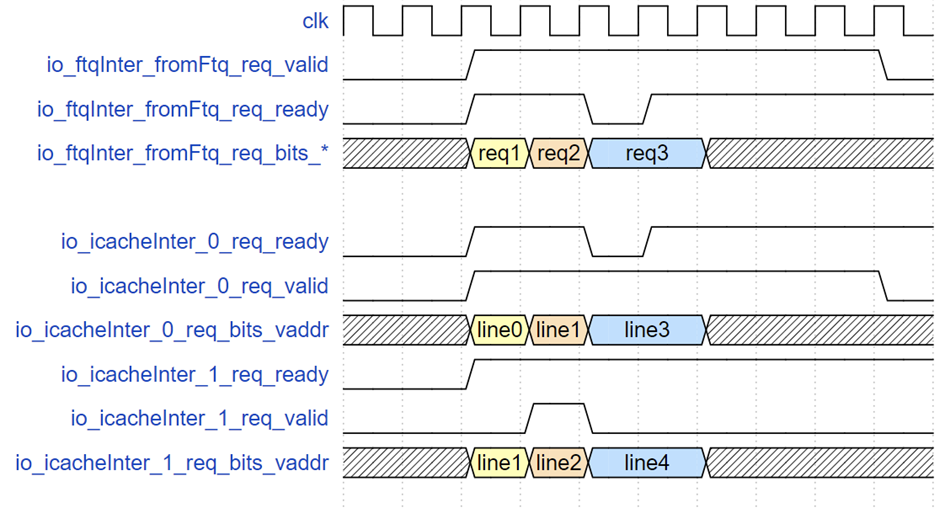 clk
io_ftqInter_fromFtq_req_valid
io_ftqInter_fromFtq_req_ready
io_ftqInter_fromFtq_req_bits_* req1 req2 req3
io_icacheInter_0_req_ready
io_icacheInter_0_req_valid
io_icacheInter_0_req_bits_vaddr line0 line1 line3
io_icacheInter_1_req_ready
io_icacheInter_1_req_valid
io_icacheInter_1_req_bits_vaddr line1 line2 line4